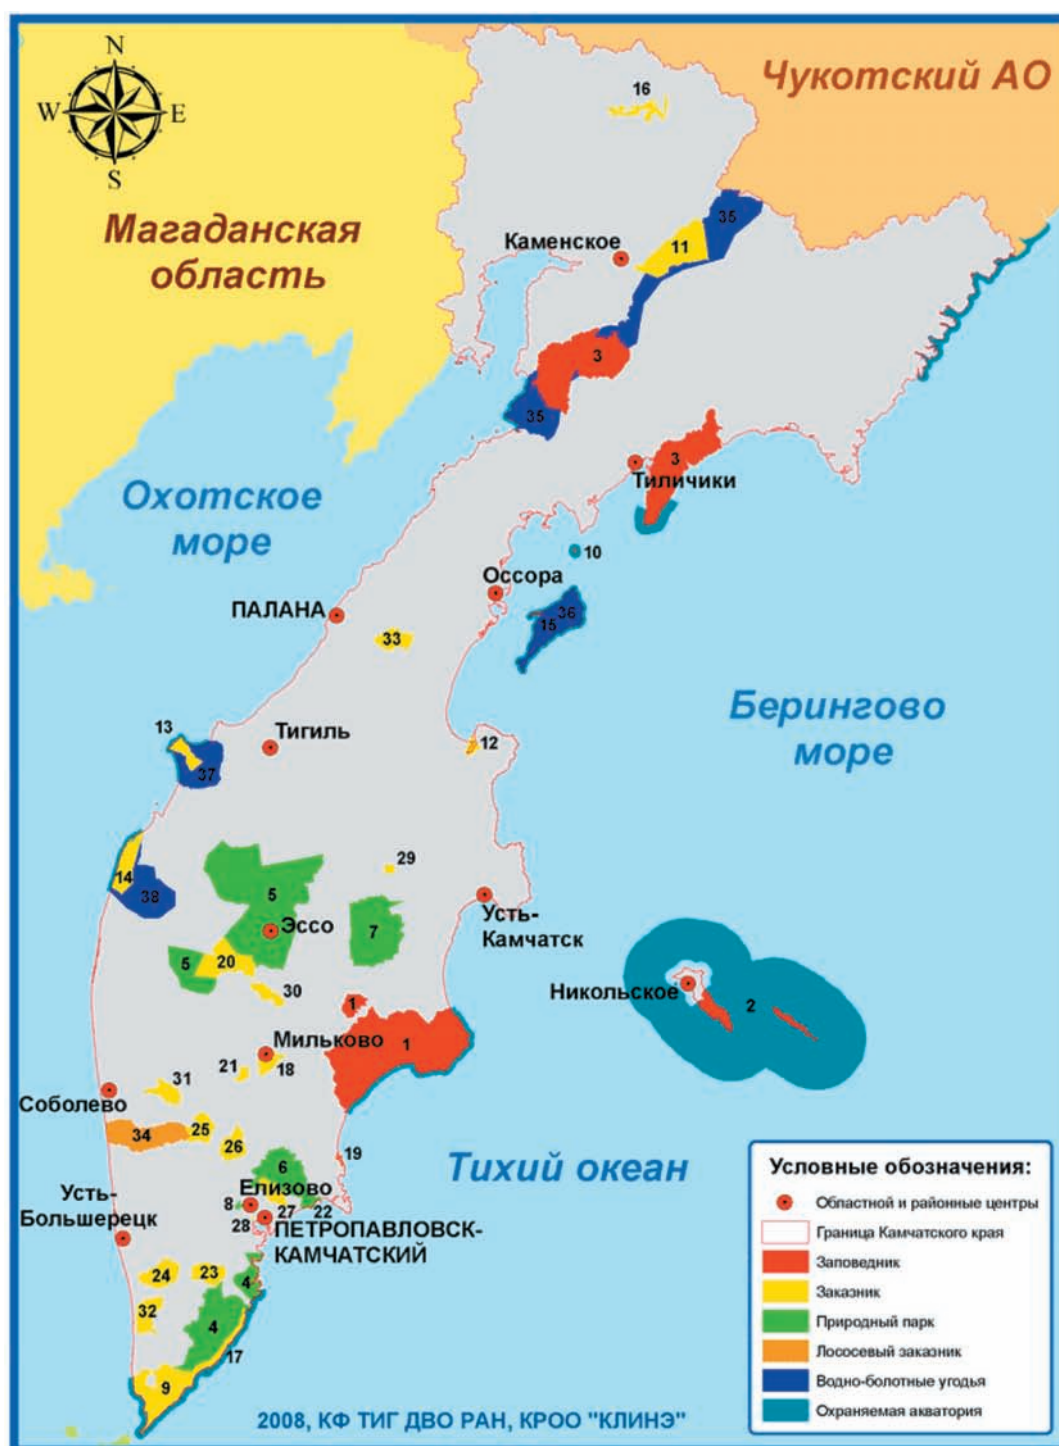 N
W
E
S
Чукотский АО
16
Магаданская
область
35
11
Каменское
3
35
3
Тиличики
Охотское
море
10
Оссора
36
15
ПАЛАНА
33
Берингово
море
13
Тигиль
12
37
29
14
38
5
Усть-
Камчатск
Эссо
7
5
20
30
Никольское
2
1
1
Мильково
21
18
31
Соболево
34
25
26
19
Тихий океан
6
Усть-
Большерецк
Елизово
8
27
22
28
ПЕТРОПАВЛОВСК-
КАМЧАТСКИЙ
24
23
4
32
4
17
9
Условные обозначения:
Областной и районные центры
Граница Камчатского края
Заповедник
Заказник
Природный парк
Лососевый заказник
Водно-болотные угодья
Охраняемая акватория
2008, КФ ТИГ ДВО РАН, КРОО "КЛИНЭ"